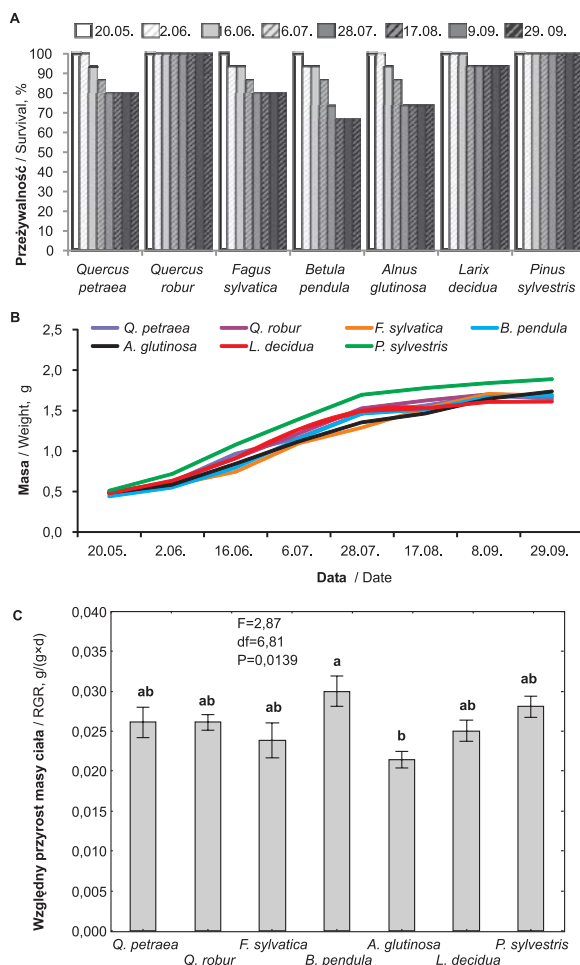 A
20.05. 2.06. 16.06. 6.07. 28.07. 17.08. 9.09. 29. 09.
Przeżywalność / Survival, %
100
90
80
70
60
50
40
30
20
10
0
Quercus petraea
Quercus robur
Fagus sylvatica
Betula pendula
Alnus glutinosa
Larix decidua
Pinus sylvestris
B
Q. petraea Q. robur F. sylvatica B. pendula
A. glutinosa L. decidua P. sylvestris
Masa / Weight, g
2,5
2,0
1,5
1,0
0,5
0,0
20.05. 2.06. 16.06. 6.07. 28.07. 17.08. 8.09. 29.09.
Data / Date
C
Względny przyrost masy ciała / RGR, g/(g×d)
0,040
0,035
0,030
0,025
0,020
0,015
0,010
0,005
0,000
F=2,87
df=6,81
P=0,0139
ab ab ab a b ab ab
Q. petraea F. sylvatica A. glutinosa P. sylvestris
Q. robur B. pendula L. decidua